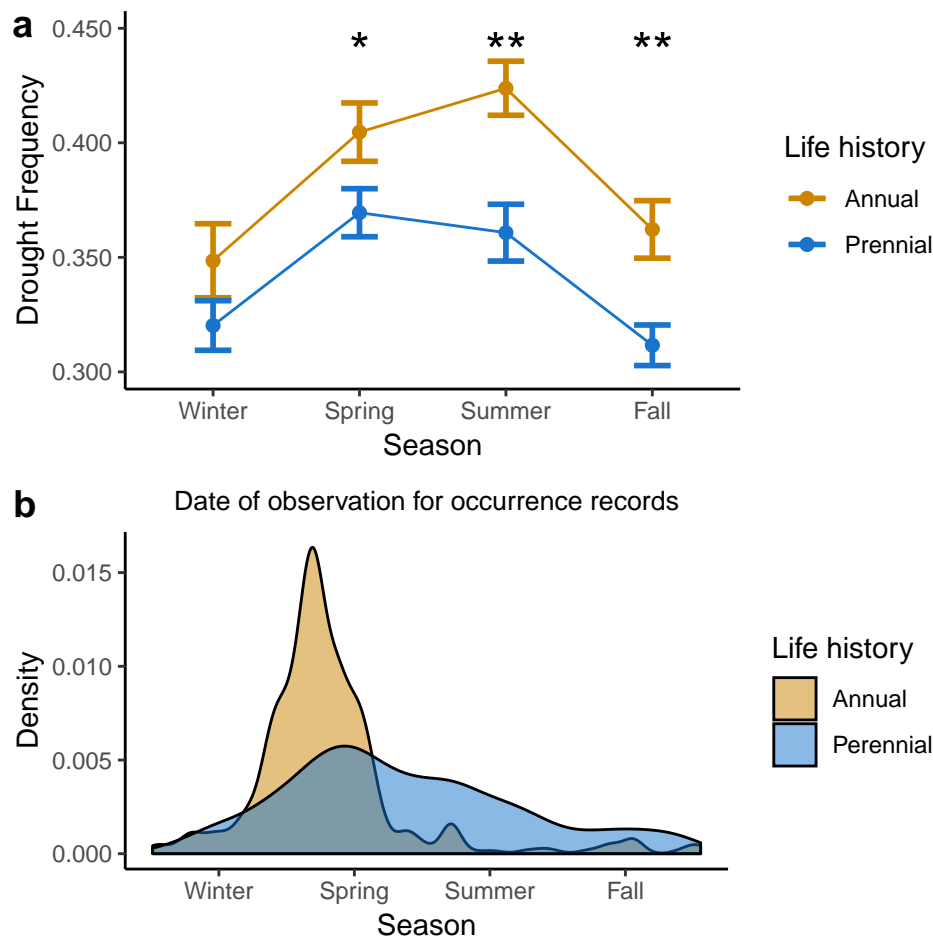 a
0.450
0.400
0.350
0.300
Drought Frequency
* ** **
Winter Spring Summer Fall
Season
Life history
Annual
Prennial
b
Date of observation for occurrence records
0.015
0.010
0.005
0.000
Density
Winter Spring Summer Fall
Season
Life history
Annual
Perennial